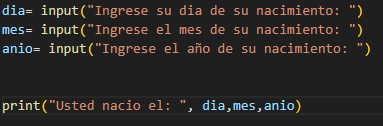 dia= input("Ingrese su dia de su nacimiento: ")
mes= input("Ingrese el mes de su nacimiento: ")
anio= input("Ingrese el año de su nacimiento: ")
print("Usted nacio el: ", dia,mes,anio)